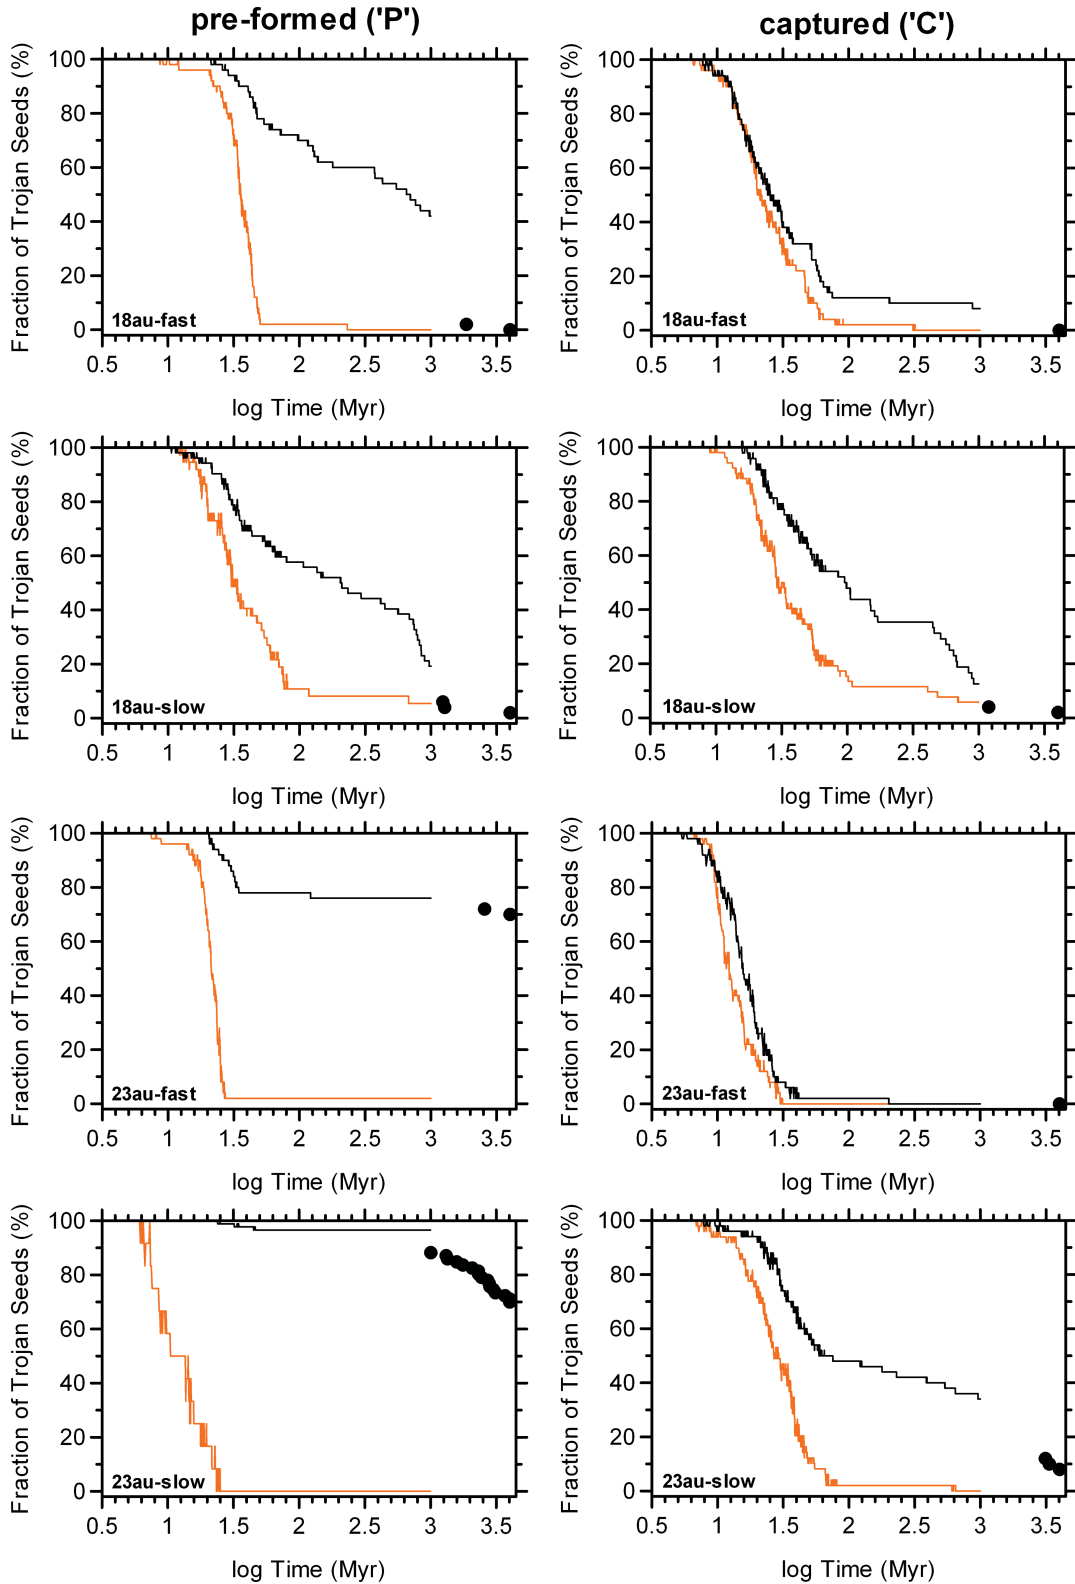 pre-formed ('P')
captured ('C')
Fraction of Trojan Seeds (%)
100
80
60
40
20
0
18au-fast
0.5 1 1.5 2 2.5 3 3.5
log Time (Myr)
Fraction of Trojan Seeds (%)
100
80
60
40
20
0
18au-fast
0.5 1 1.5 2 2.5 3 3.5
log Time (Myr)
Fraction of Trojan Seeds (%)
100
80
60
40
20
0
18au-slow
0.5 1 1.5 2 2.5 3 3.5
log Time (Myr)
Fraction of Trojan Seeds (%)
100
80
60
40
20
0
18au-slow
0.5 1 1.5 2 2.5 3 3.5
log Time (Myr)
Fraction of Trojan Seeds (%)
100
80
60
40
20
0
23au-fast
0.5 1 1.5 2 2.5 3 3.5
log Time (Myr)
Fraction of Trojan Seeds (%)
100
80
60
40
20
0
23au-fast
0.5 1 1.5 2 2.5 3 3.5
log Time (Myr)
Fraction of Trojan Seeds (%)
100
80
60
40
20
0
23au-slow
0.5 1 1.5 2 2.5 3 3.5
log Time (Myr)
Fraction of Trojan Seeds (%)
100
80
60
40
20
0
23au-slow
0.5 1 1.5 2 2.5 3 3.5
log Time (Myr)